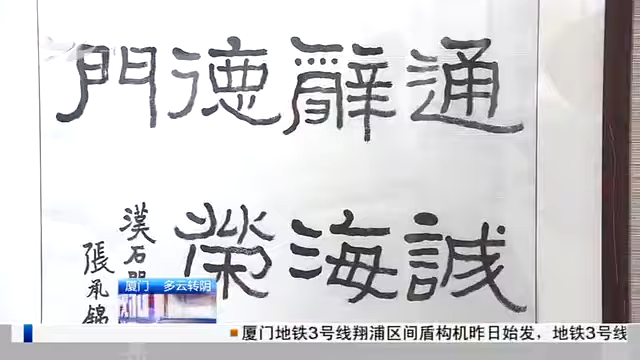 通辭德門
誠海榮
漢石門
張
錦
厦门 多云转阴
厦门地铁3号线翔浦区间盾构机昨日始发，地铁3号线